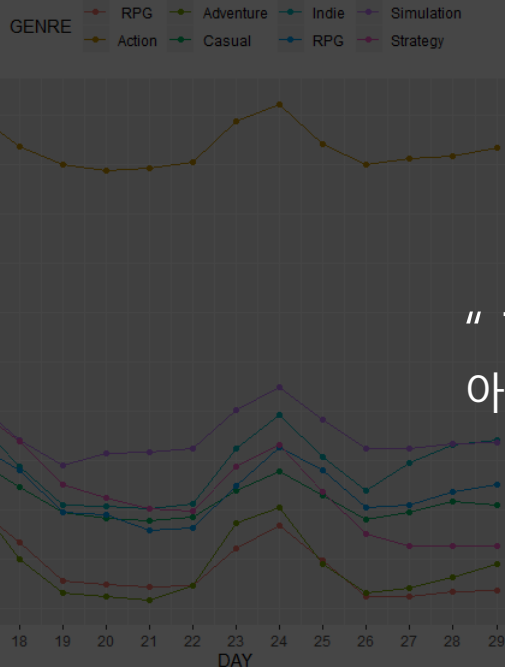 GENRE
RPG Adventure Indie Simulation
Action Casual RPG Strategy
“
아
18 19 20 21 22 23 24 25 26 27 28 29
DAY